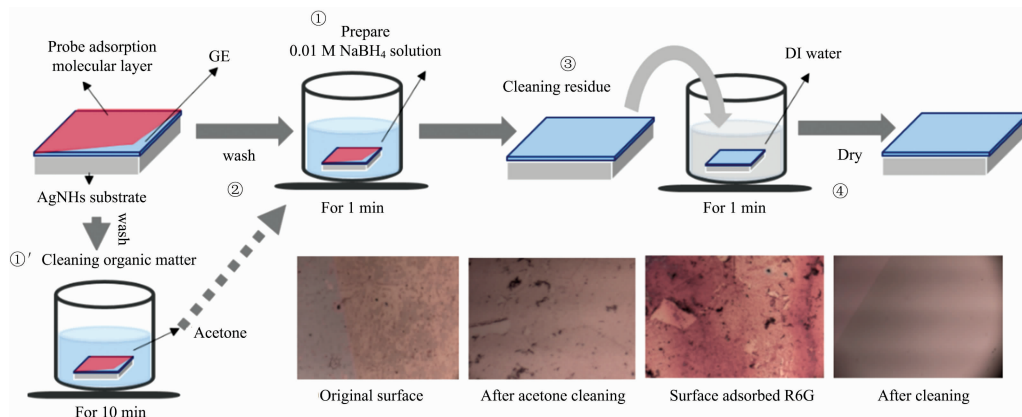 ①
Prepare
0.01 M NaBH₄ solution
Probe adsorption
molecular layer
GE
③
Cleaning residue
DI water
wash
②
AgNHs substrate
For 1 min
For 1 min
Dry
④
wash
①′ Cleaning organic matter
Acetone
For 10 min
Original surface
After acetone cleaning
Surface adsorbed R6G
After cleaning